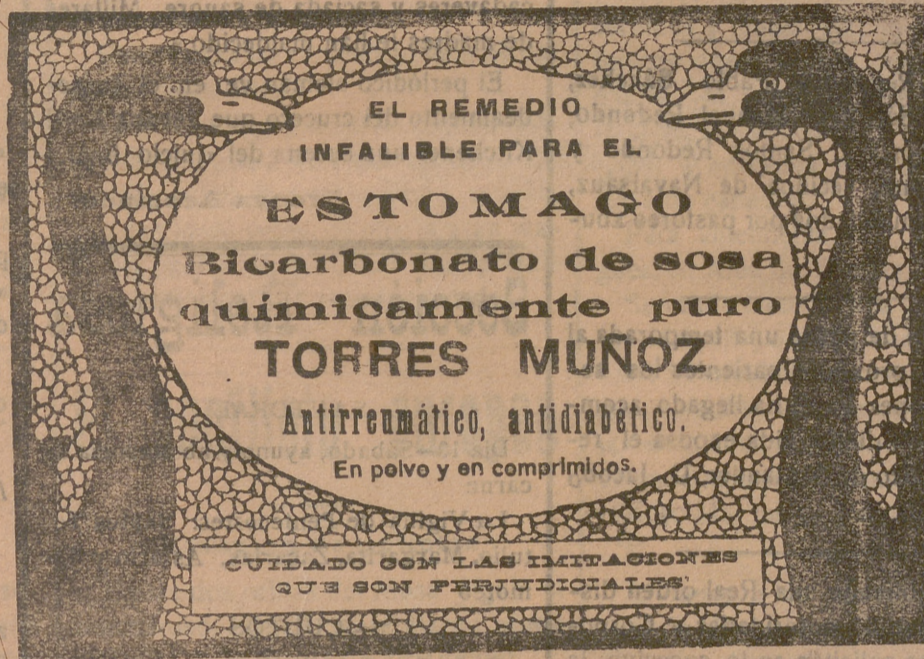 EL REMEDIO
INFALIBLE PARA EL
ESTOMAGO
Bicarbonato de sosa
químicamente puro
TORRES MUÑOZ
Antirreumático, antidiabético.
En polvo y en comprimidos.
CUIDADO CON LAS IMITACIONES
QUE SON PERJUDICIALES